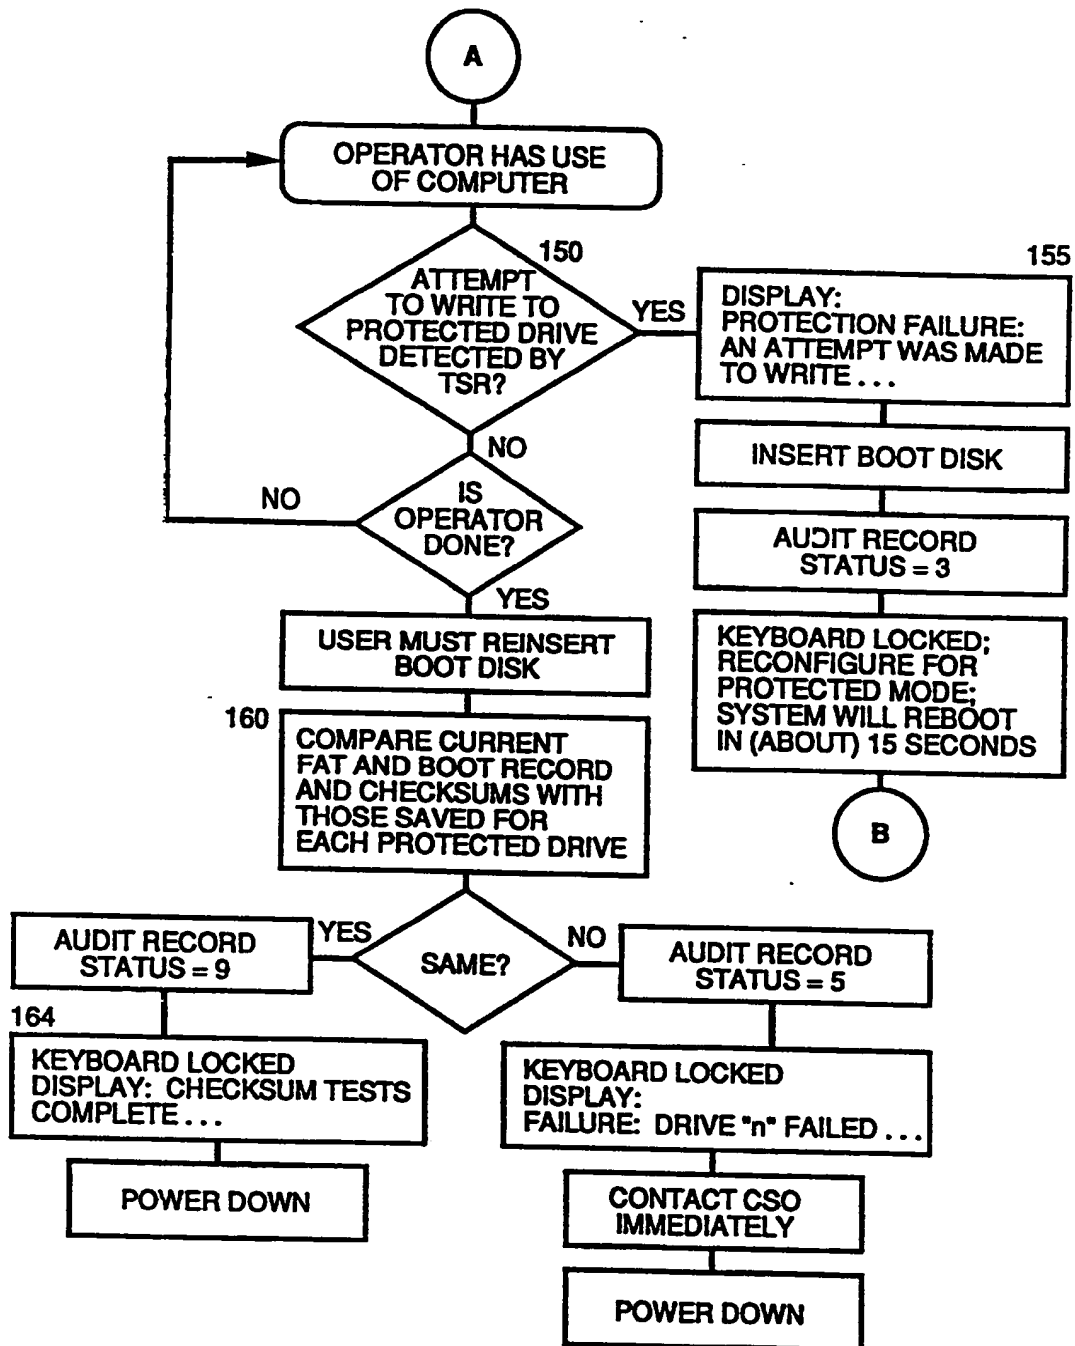 A
OPERATOR HAS USE
OF COMPUTER
150
ATTEMPT
TO WRITE TO
PROTECTED DRIVE
DETECTED BY
TSR?
YES
155
DISPLAY:
PROTECTION FAILURE:
AN ATTEMPT WAS MADE
TO WRITE . . .
INSERT BOOT DISK
AUDIT RECORD
STATUS = 3
KEYBOARD LOCKED;
RECONFIGURE FOR
PROTECTED MODE;
SYSTEM WILL REBOOT
IN (ABOUT) 15 SECONDS
B
NO
IS
OPERATOR
DONE?
NO
YES
USER MUST REINSERT
BOOT DISK
160
COMPARE CURRENT
FAT AND BOOT RECORD
AND CHECKSUMS WITH
THOSE SAVED FOR
EACH PROTECTED DRIVE
SAME?
YES
AUDIT RECORD
STATUS = 9
164
KEYBOARD LOCKED
DISPLAY: CHECKSUM TESTS
COMPLETE . . .
POWER DOWN
NO
AUDIT RECORD
STATUS = 5
KEYBOARD LOCKED
DISPLAY:
FAILURE: DRIVE "n" FAILED . . .
CONTACT CSO
IMMEDIATELY
POWER DOWN